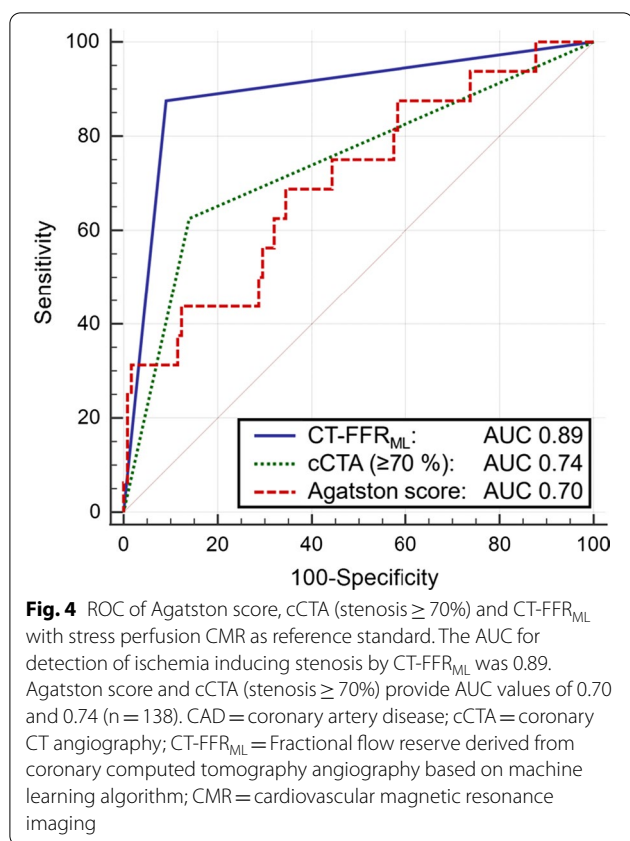 100
80
60
40
20
0
Sensitivity
CT-FFRML: AUC 0.89
cCTA (≥70 %): AUC 0.74
Agatston score: AUC 0.70
0 20 40 60 80 100
100-Specificity
Fig. 4 ROC of Agatston score, cCTA (stenosis ≥ 70%) and CT-FFRML
with stress perfusion CMR as reference standard. The AUC for
detection of ischemia inducing stenosis by CT-FFRML was 0.89.
Agatston score and cCTA (stenosis ≥ 70%) provide AUC values of 0.70
and 0.74 (n = 138). CAD = coronary artery disease; cCTA = coronary
CT angiography; CT-FFRML = Fractional flow reserve derived from
coronary computed tomography angiography based on machine
learning algorithm; CMR = cardiovascular magnetic resonance
imaging